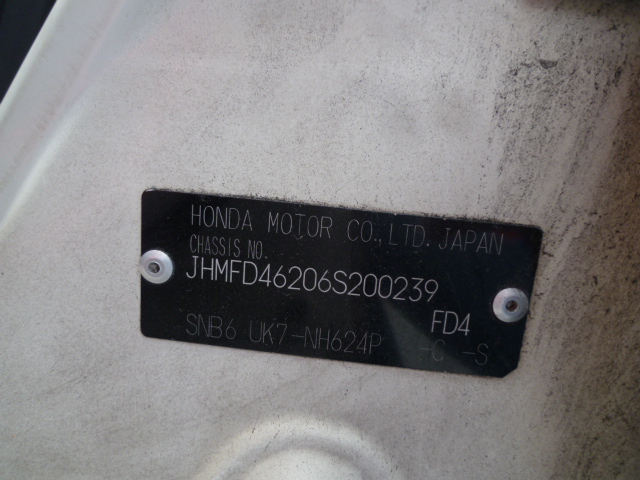 HONDA MOTOR CO.,LTD. JAPAN
CHASSIS NO.
JHMFD46206S200239
FD4
SNB6 UK7-NH624P -C -S